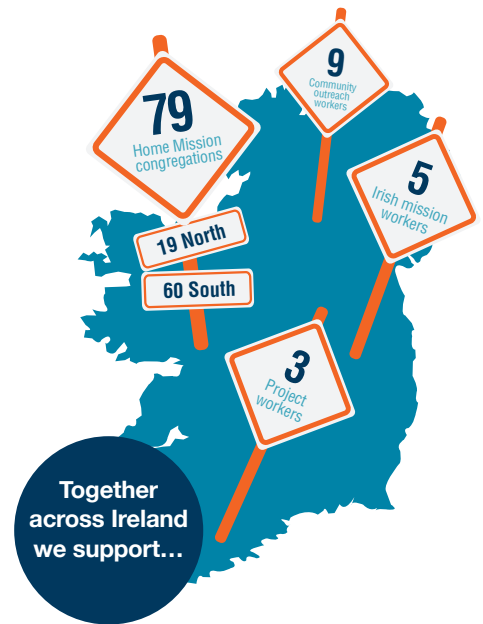 79
Home Mission
congregations
19 North
60 South
9
Community
outreach
workers
5
Irish mission
workers
3
Project
workers
Together
across Ireland
we support…